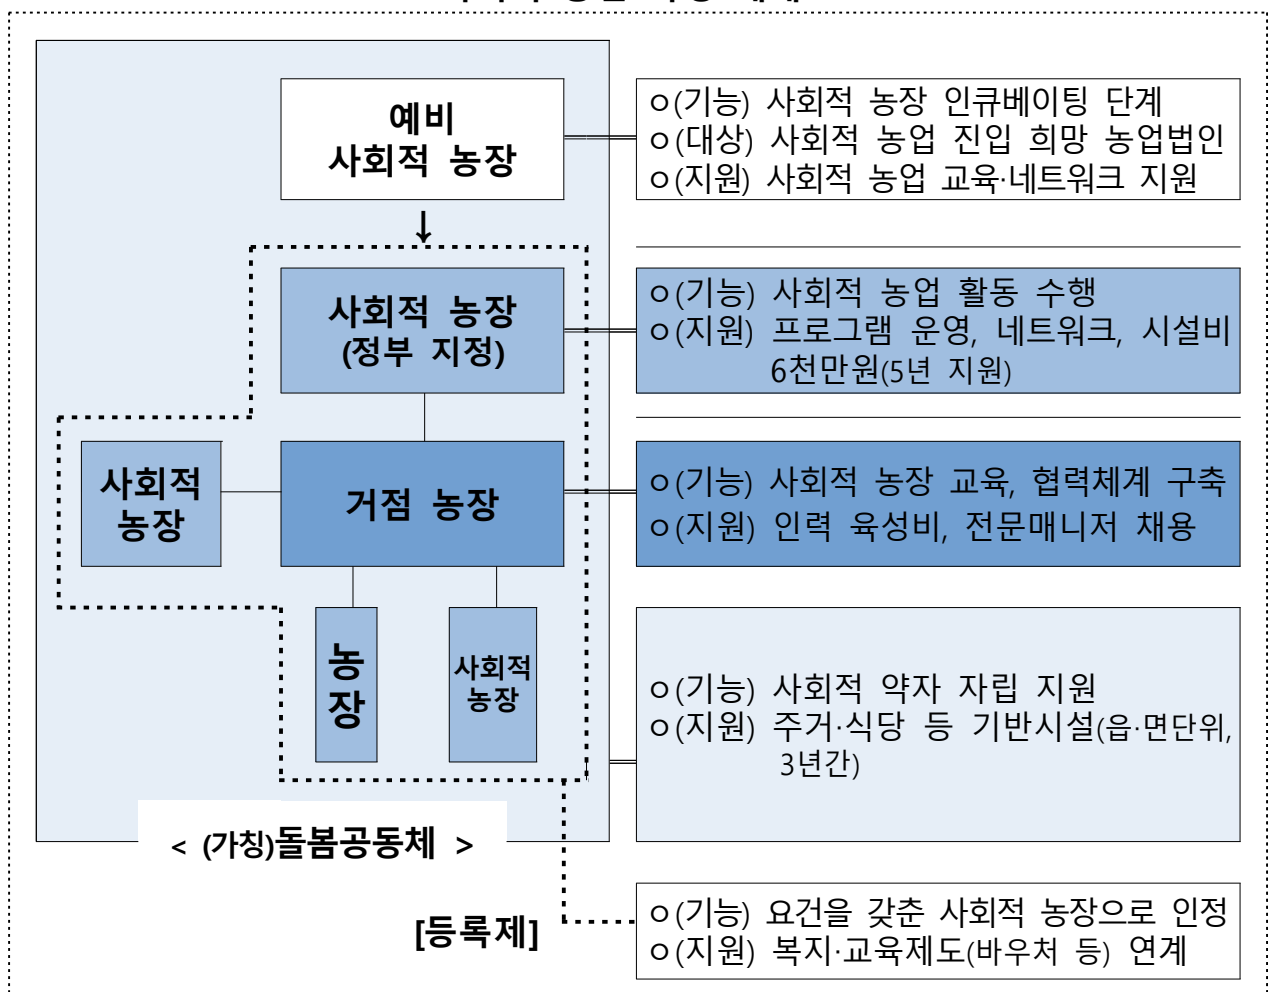 예비
사회적 농장
ㅇ(기능) 사회적 농장 인큐베이팅 단계
ㅇ(대상) 사회적 농업 진입 희망 농업법인
ㅇ(지원) 사회적 농업 교육·네트워크 지원
↓
사회적 농장
(정부 지정)
ㅇ(기능) 사회적 농업 활동 수행
ㅇ(지원) 프로그램 운영, 네트워크, 시설비
6천만원(5년 지원)
사회적
농장
거점 농장
ㅇ(기능) 사회적 농장 교육, 협력체계 구축
ㅇ(지원) 인력 육성비, 전문매니저 채용
농
장
사회적
농장
ㅇ(기능) 사회적 약자 자립 지원
ㅇ(지원) 주거·식당 등 기반시설(읍·면단위,
3년간)
< (가칭)돌봄공동체 >
[등록제]
ㅇ(기능) 요건을 갖춘 사회적 농장으로 인정
ㅇ(지원) 복지·교육제도(바우처 등) 연계